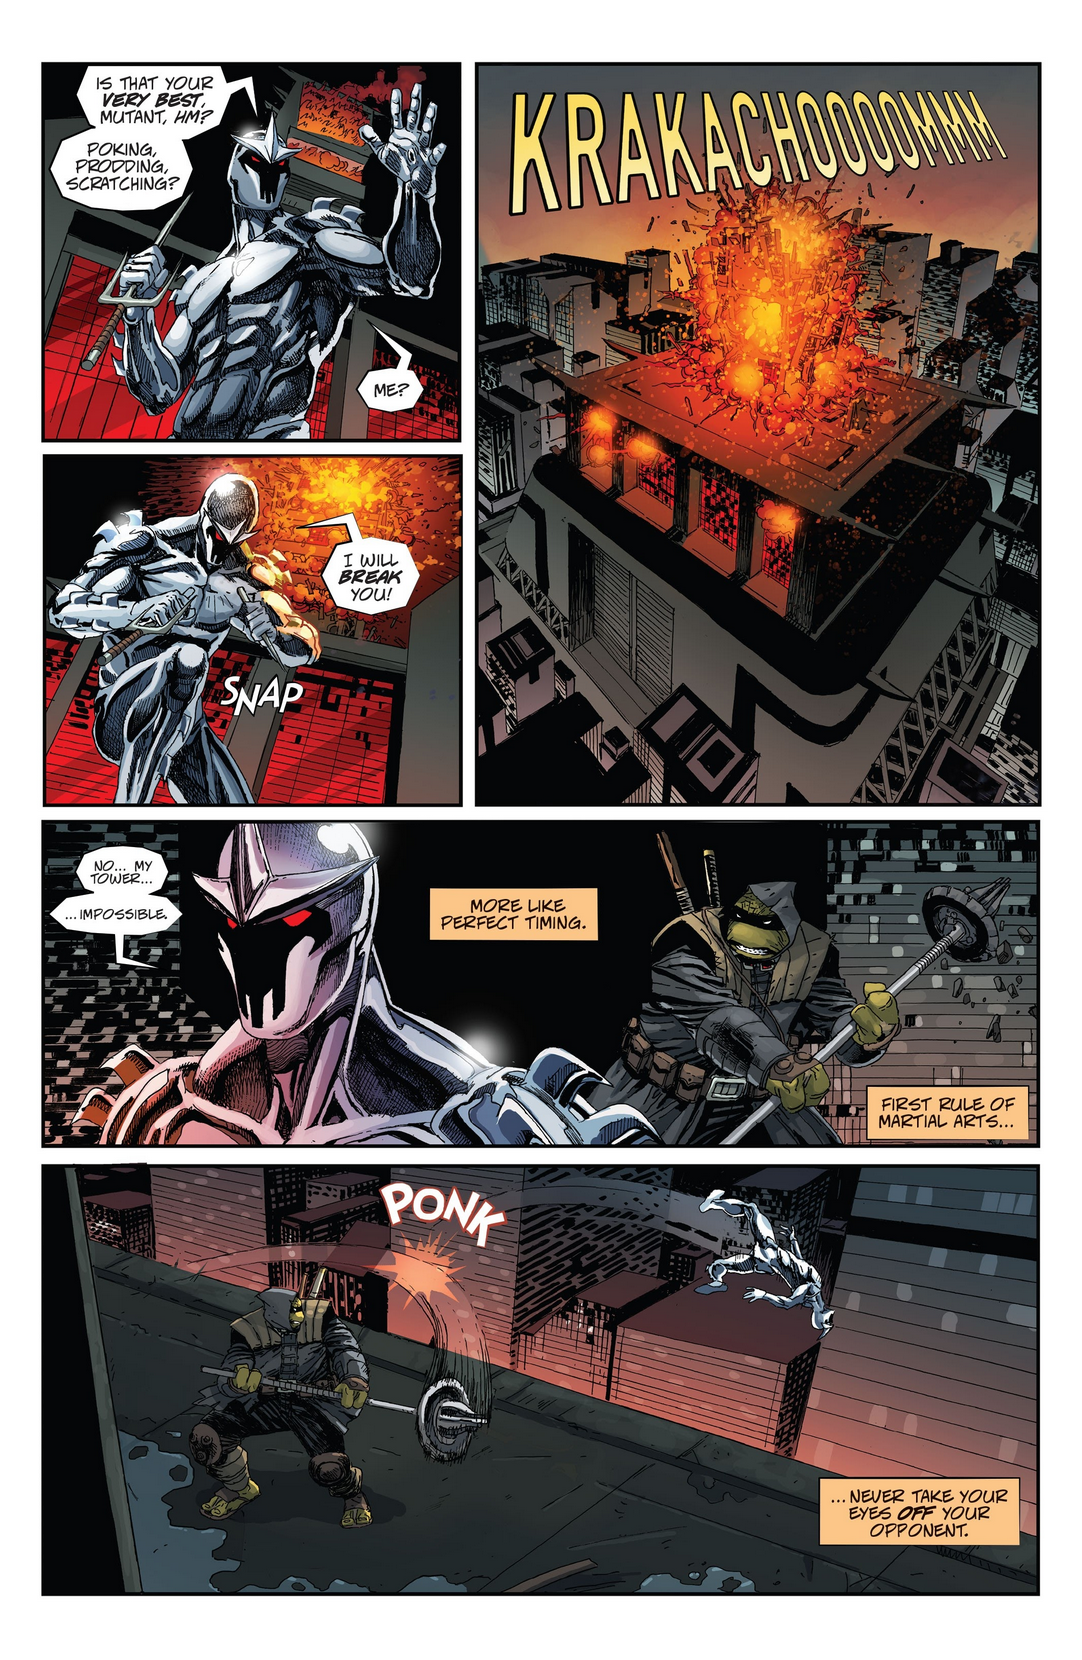 IS THAT YOUR
VERY BEST,
MUTANT, HM?
POKING,
PRODDING,
SCRATCHING?
ME?
I WILL
BREAK
YOU!
SNAP
KRAKACHOOOOMMM
NO... MY
TOWER...
...IMPOSSIBLE.
MORE LIKE
PERFECT TIMING.
FIRST RULE OF
MARTIAL ARTS...
PONK
...NEVER TAKE YOUR
EYES OFF YOUR
OPPONENT.